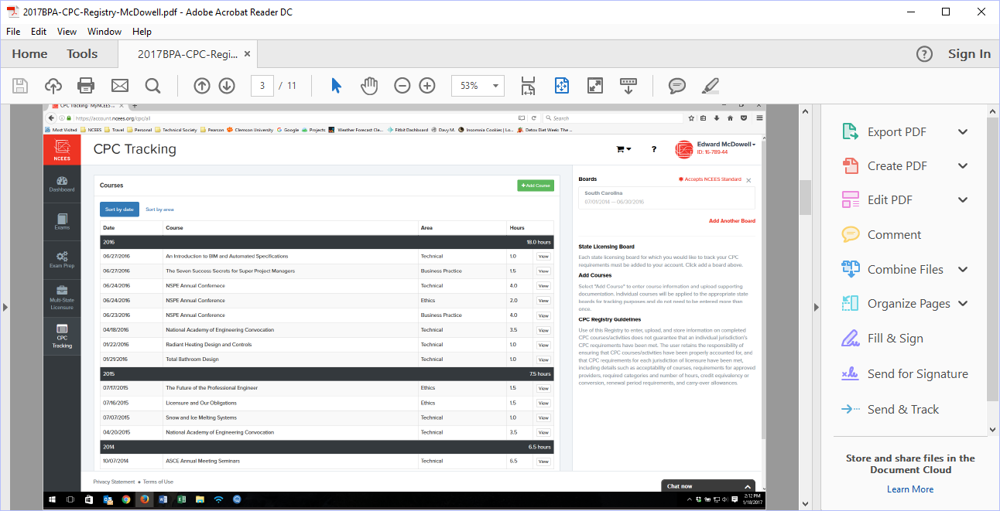 2017BPA-CPC-Registry-McDowell.pdf - Adobe Acrobat Reader DC
File Edit View Window Help
Home Tools 2017BPA-CPC-Regi... × ? Sign In
3 / 11 53%
CPC Tracking - MyNCEES ...
https://account.ncees.org/cpc/all Search
Most Visited NCEES Travel Personal Technical Society Pearson Clemson University Google Projects Weather Forecast Cle... Fitbit Dashboard Davy M. Insomnia Cookies | Lo... Detox Diet Week: The ...
NCEES
CPC Tracking
? Edward McDowell
ID: 16-789-44
Dashboard
Exams
Exam Prep
Multi-State
Licensure
CPC
Tracking
Courses
+ Add Course
Sort by date Sort by area
Date Course Area Hours
2016 18.0 hours
06/27/2016 An Introduction to BIM and Automated Specifications Technical 1.0 View
06/27/2016 The Seven Success Secrets for Super Project Managers Business Practice 1.5 View
06/24/2016 NSPE Annual Confernece Technical 4.0 View
06/24/2016 NSPE Annual Conference Ethics 2.0 View
06/23/2016 NSPE Annual Conference Business Practice 4.0 View
04/18/2016 National Academy of Engineering Convocation Technical 3.5 View
01/22/2016 Radiant Heating Design and Controls Technical 1.0 View
01/21/2016 Total Bathroom Design Technical 1.0 View
2015 7.5 hours
07/17/2015 The Future of the Professional Engineer Ethics 1.5 View
07/16/2015 Licensure and Our Obligations Ethics 1.5 View
07/07/2015 Snow and Ice Melting Systems Technical 1.0 View
04/20/2015 National Academy of Engineering Convocation Technical 3.5 View
2014 6.5 hours
10/07/2014 ASCE Annual Meeting Seminars Technical 6.5 View
Privacy Statement • Terms of Use
Boards ✱ Accepts NCEES Standard ×
South Carolina
07/01/2014 — 06/30/2016
Add Another Board
State Licensing Board
Each state licensing board for which you would like to track your CPC
requirements must be added to your account. Click add a board above.
Add Courses
Select "Add Course" to enter course information and upload supporting
documentation. Individual courses will be applied to the appropriate state
boards for tracking purposes and do not need to be entered more than
once.
CPC Registry Guidelines
Use of this Registry to enter, upload, and store information on completed
CPC courses/activities does not guarantee that an individual jurisdiction's
CPC requirements have been met. The user retains the responsibility of
ensuring that CPC courses/activities have been properly accounted for, and
that CPC requirements for each jurisdiction of licensure have been met,
including details such as acceptability of courses, requirements for approved
providers, required categories and number of hours, credit equivalency or
conversion, renewal period requirements, and carry-over allowances.
Chat now
2:12 PM
1/18/2017
Export PDF
Create PDF
Edit PDF
Comment
Combine Files
Organize Pages
Fill & Sign
Send for Signature
Send & Track
Store and share files in the
Document Cloud
Learn More